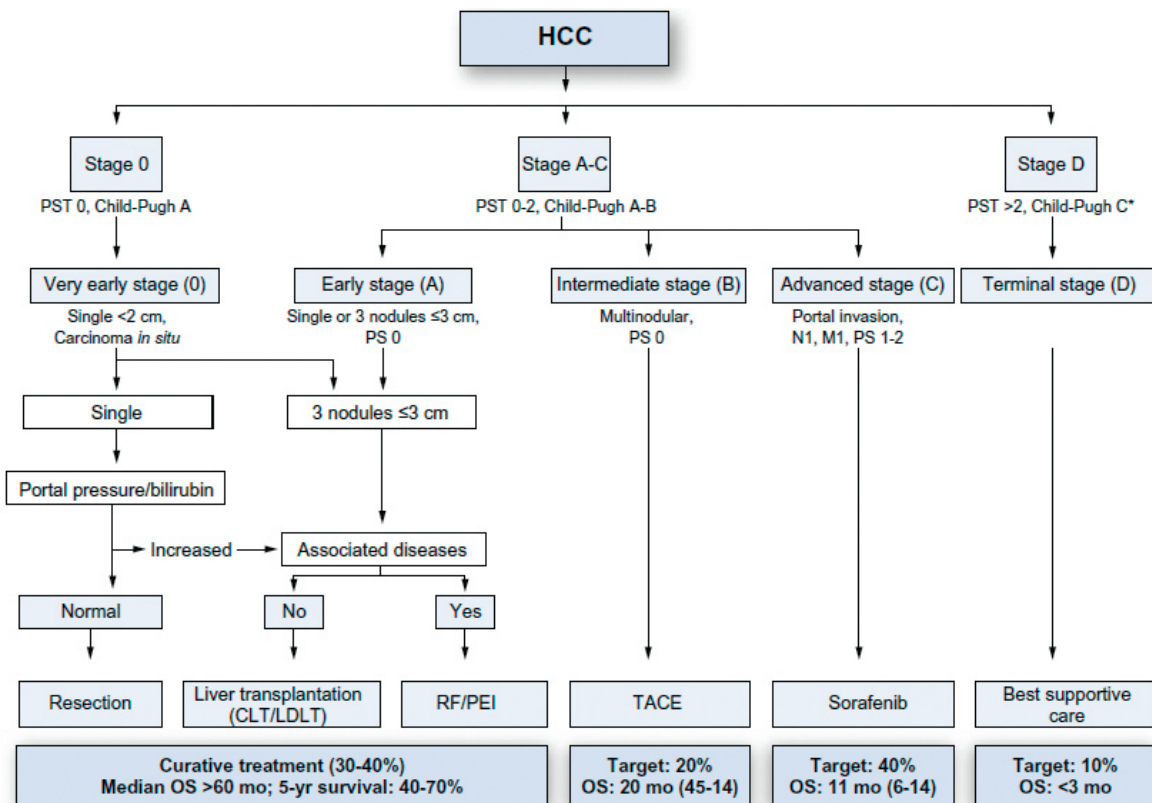 HCC
Stage 0
Stage A-C
Stage D
PST 0, Child-Pugh A
PST 0-2, Child-Pugh A-B
PST >2, Child-Pugh C*
Very early stage (0)
Early stage (A)
Intermediate stage (B)
Advanced stage (C)
Terminal stage (D)
Single <2 cm,
Carcinoma in situ
Single or 3 nodules ≤3 cm,
PS 0
Multinodular,
PS 0
Portal invasion,
N1, M1, PS 1-2
Single
3 nodules ≤3 cm
Portal pressure/bilirubin
Increased
Associated diseases
Normal
No
Yes
Resection
Liver transplantation
(CLT/LDLT)
RF/PEI
TACE
Sorafenib
Best supportive
care
Curative treatment (30-40%)
Median OS >60 mo; 5-yr survival: 40-70%
Target: 20%
OS: 20 mo (45-14)
Target: 40%
OS: 11 mo (6-14)
Target: 10%
OS: <3 mo